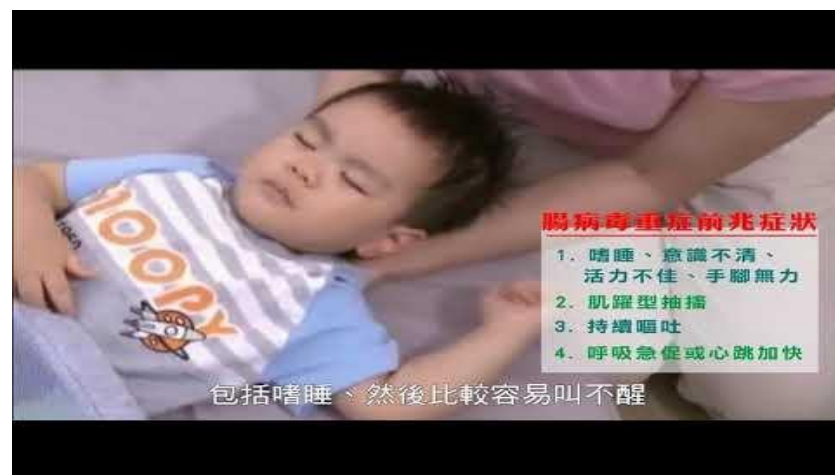 NOOPY
腸病毒重症前兆症狀
1. 嗜睡、意識不清、
活力不佳、手腳無力
2. 肌躍型抽搐
3. 持續嘔吐
4. 呼吸急促或心跳加快
包括嗜睡、然後比較容易叫不醒